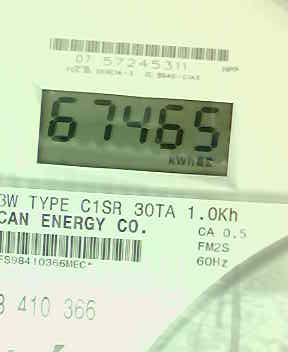 07 57245311
67465
kWh
3W TYPE C1SR 30TA 1.0Kh
CAN ENERGY CO.
CA 0.5
FM2S
60Hz
FS98410366MEC*
410 366